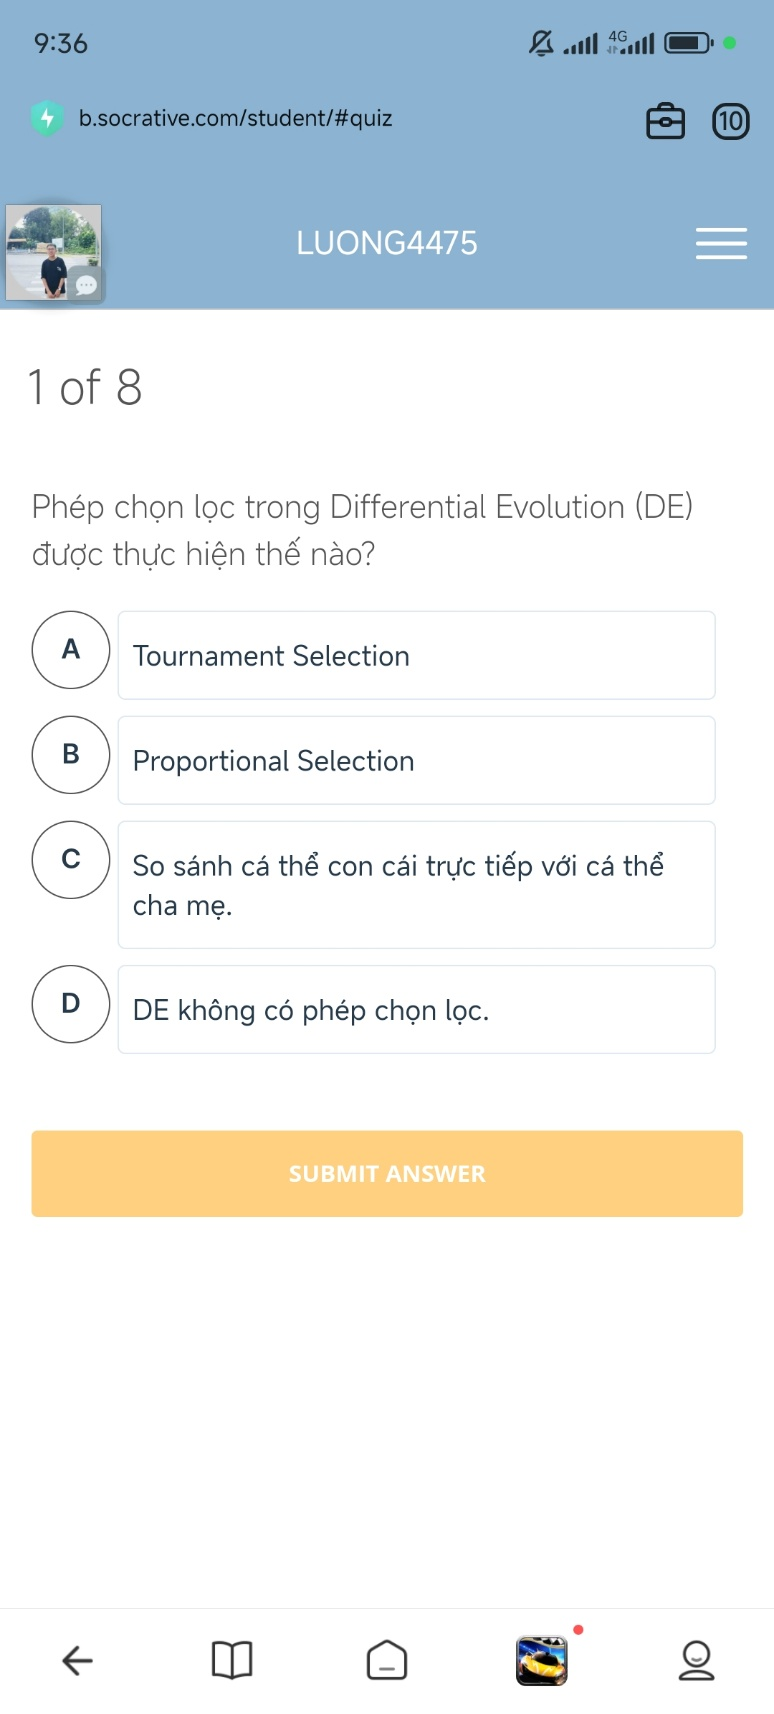 9:36
4G
b.socrative.com/student/#quiz
10
LUONG4475
1 of 8
Phép chọn lọc trong Differential Evolution (DE)
được thực hiện thế nào?
A
Tournament Selection
B
Proportional Selection
C
So sánh cá thể con cái trực tiếp với cá thể
cha mẹ.
D
DE không có phép chọn lọc.
SUBMIT ANSWER